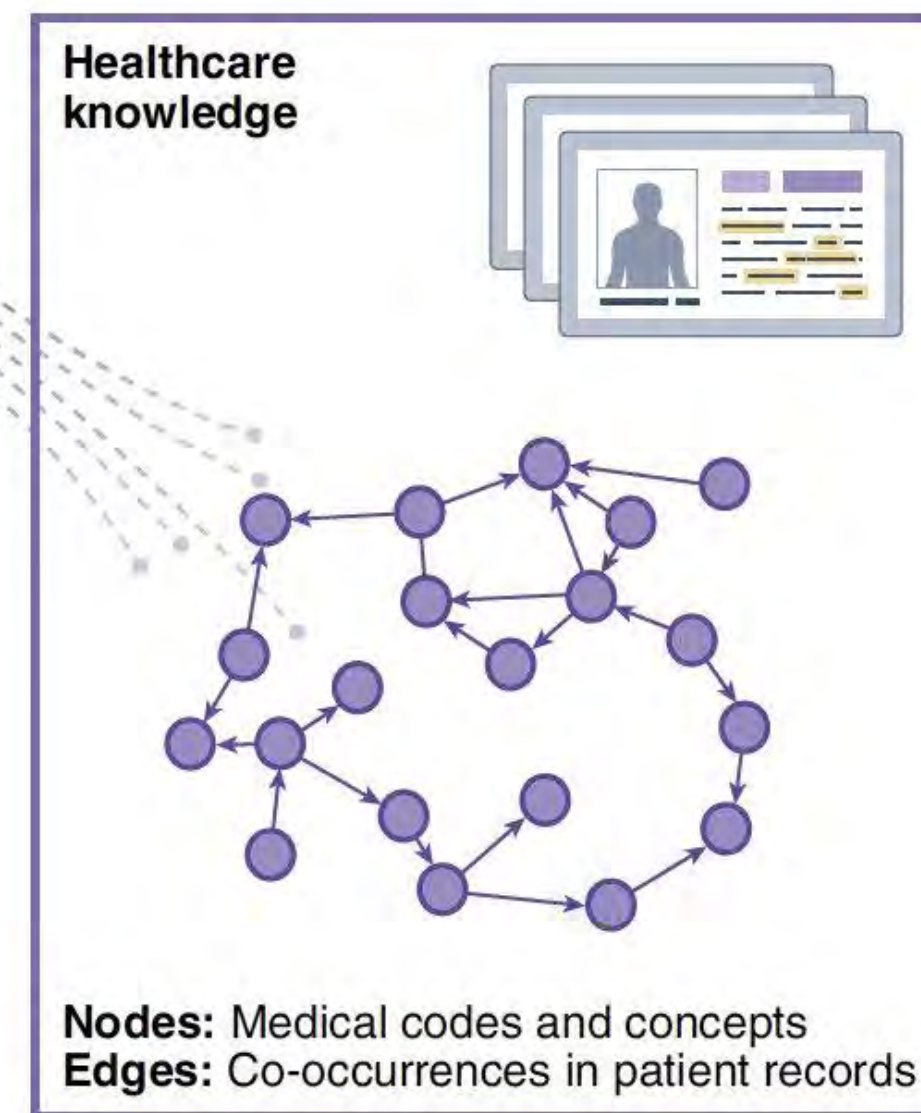 Healthcare
knowledge
Nodes: Medical codes and concepts
Edges: Co-occurrences in patient records